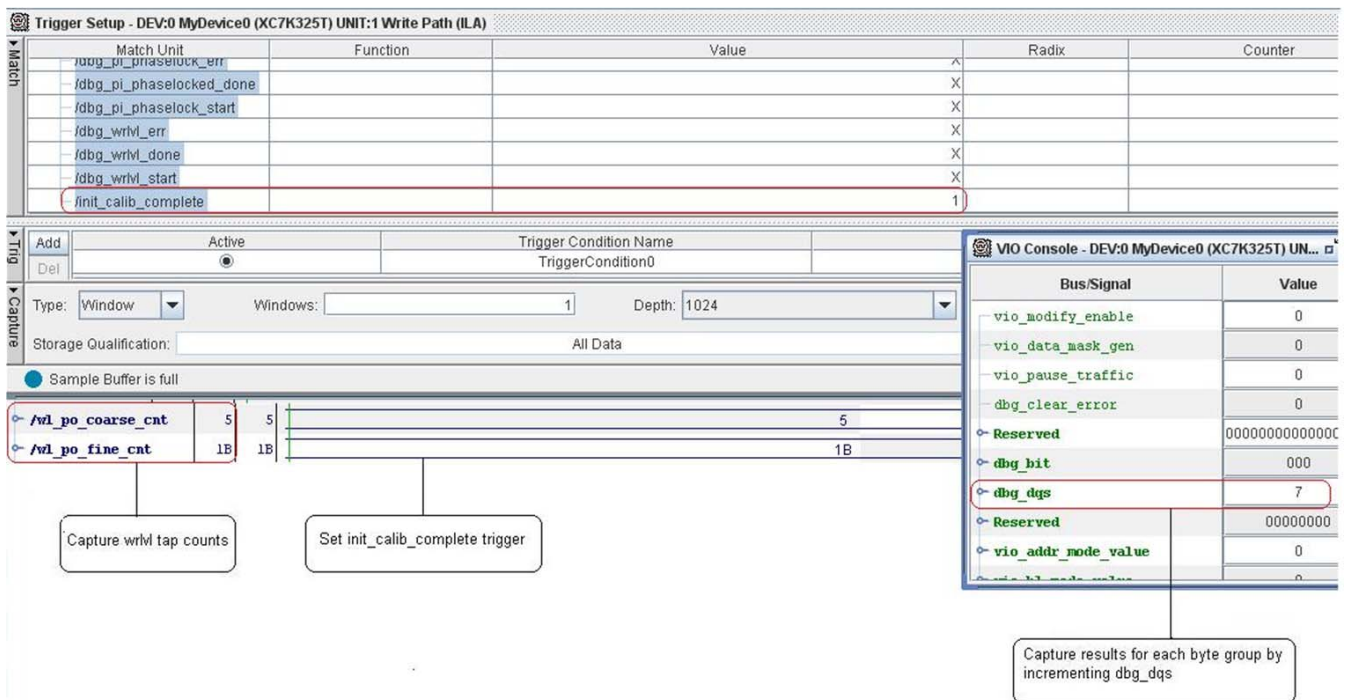 Trigger Setup - DEV:0 MyDevice0 (XC7K325T) UNIT:1 Write Path (ILA)
Match
Match Unit Function Value Radix Counter
/dbg_pi_phaselock_err X
/dbg_pi_phaselocked_done X
/dbg_pi_phaselock_start X
/dbg_wrlvl_err X
/dbg_wrlvl_done X
/dbg_wrlvl_start X
/init_calib_complete 1
Trig
Add Active Trigger Condition Name
Del TriggerCondition0
Capture
Type: Window Windows: 1 Depth: 1024
Storage Qualification: All Data
Sample Buffer is full
/wl_po_coarse_cnt 5 5 5
/wl_po_fine_cnt 1B 1B 1B
Capture wrlvl tap counts
Set init_calib_complete trigger
VIO Console - DEV:0 MyDevice0 (XC7K325T) UN...
Bus/Signal Value
vio_modify_enable 0
vio_data_mask_gen 0
vio_pause_traffic 0
dbg_clear_error 0
Reserved 00000000000000
dbg_bit 000
dbg_dqs 7
Reserved 00000000
vio_addr_mode_value 0
Capture results for each byte group by
incrementing dbg_dqs